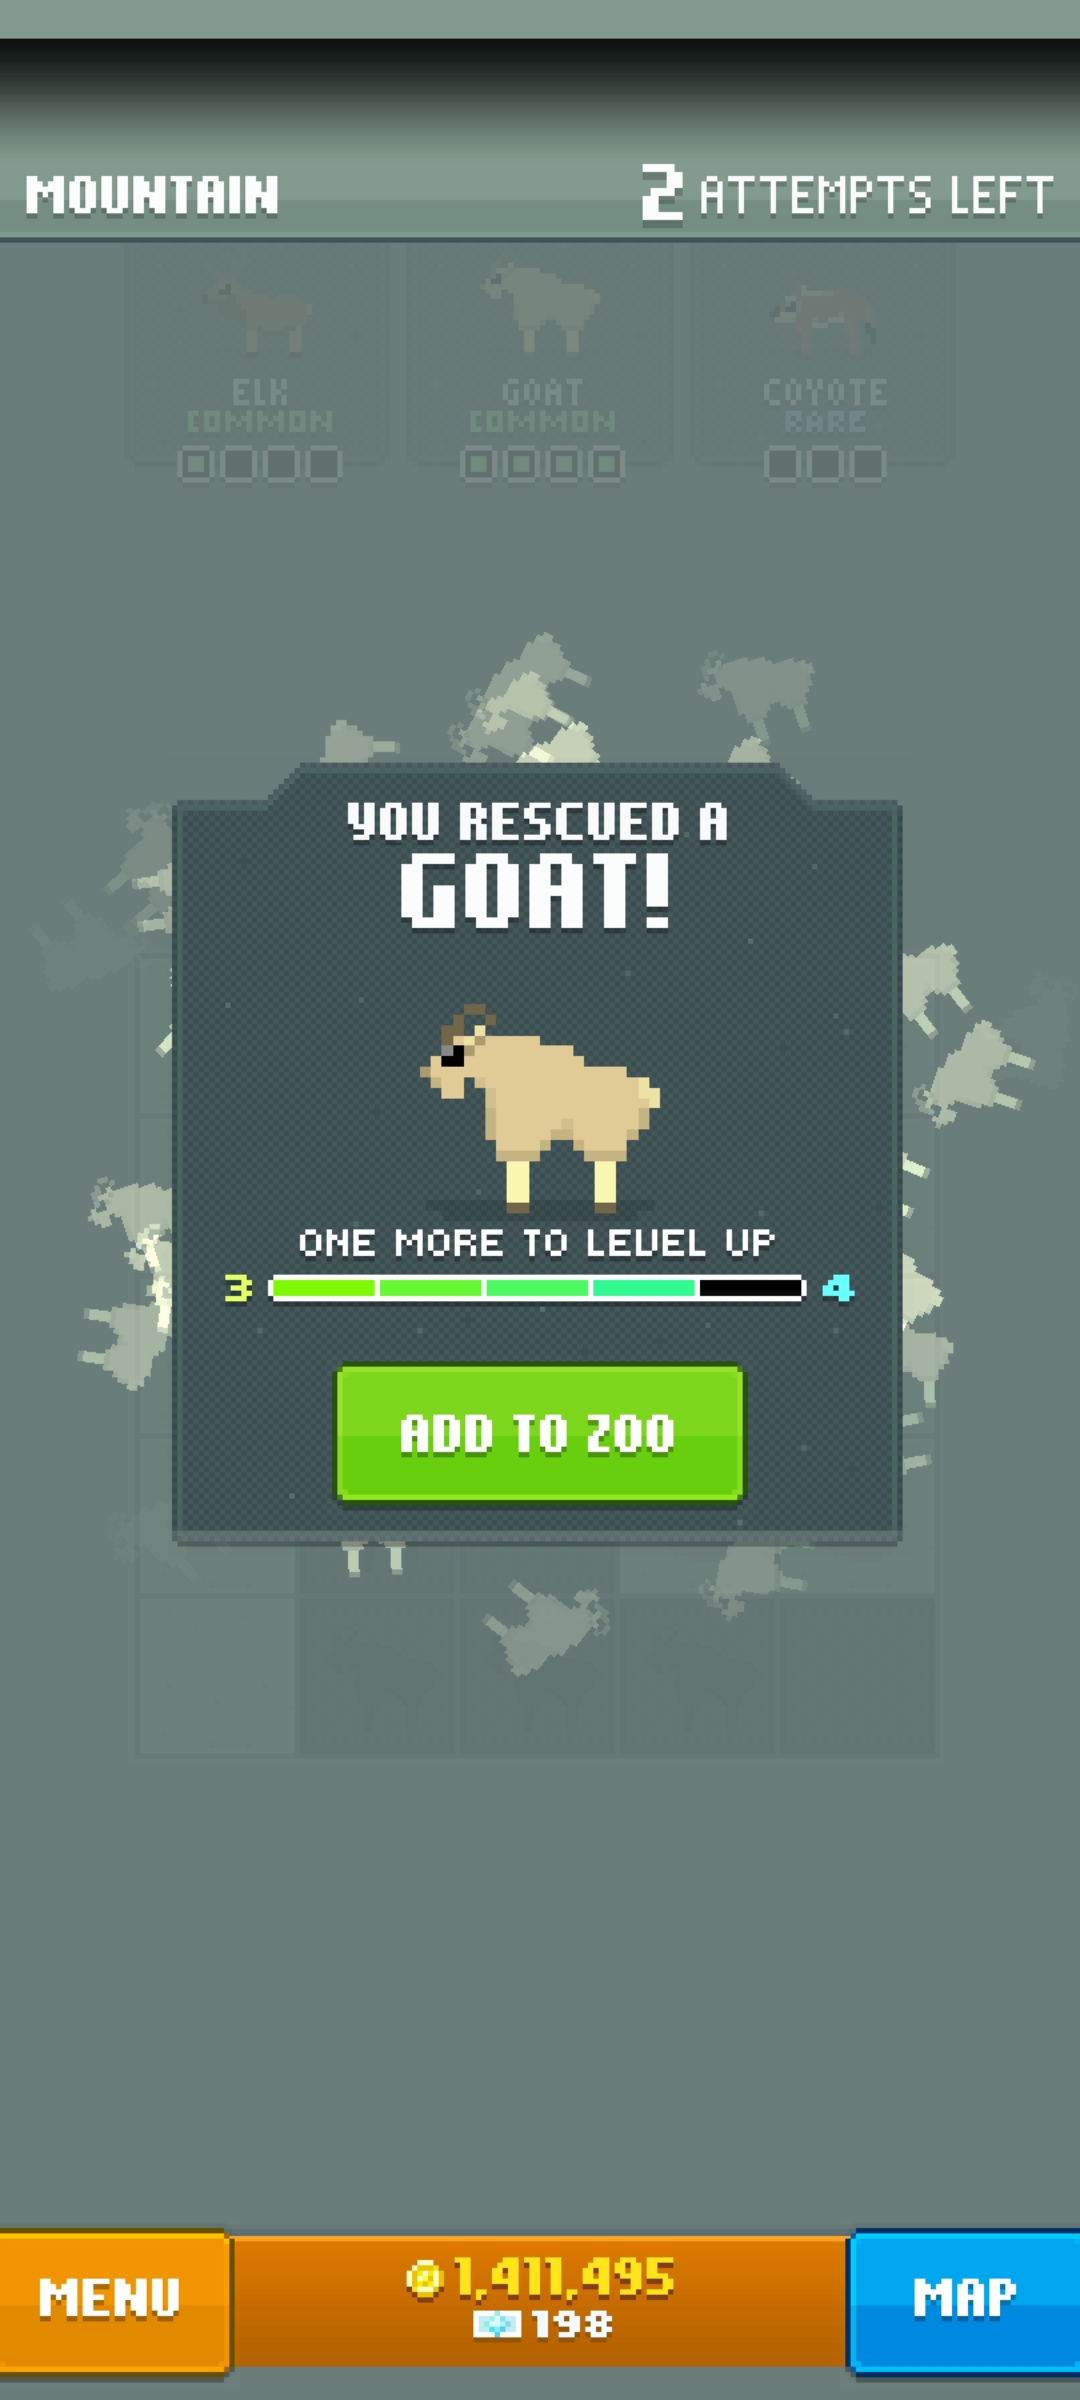 MOUNTAIN
2 ATTEMPTS LEFT
ELK
COMMON
GOAT
COMMON
COYOTE
RARE
YOU RESCUED A
GOAT!
ONE MORE TO LEVEL UP
3
4
ADD TO ZOO
MENU
1,411,495
198
MAP